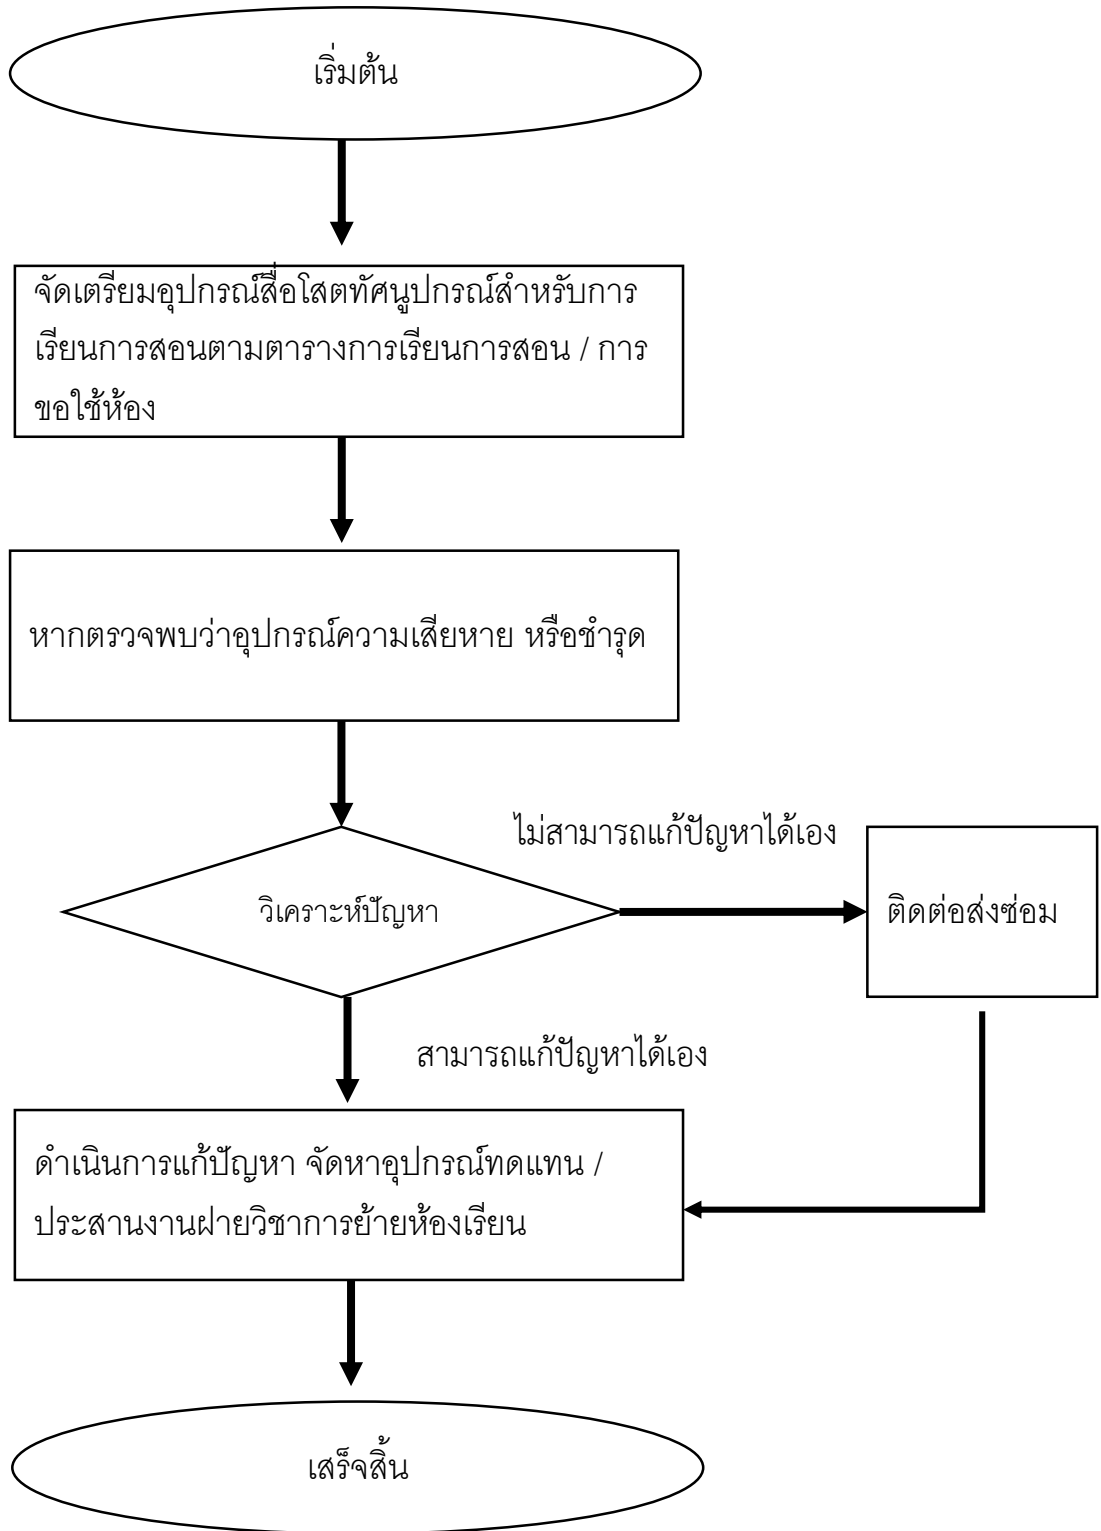 เริ่มต้น
จัดเตรียมอุปกรณ์สื่อโสตทัศนูปกรณ์สำหรับการ
เรียนการสอนตามตารางการเรียนการสอน / การ
ขอใช้ห้อง
หากตรวจพบว่าอุปกรณ์ความเสียหาย หรือชำรุด
ไม่สามารถแก้ปัญหาได้เอง
วิเคราะห์ปัญหา
ติดต่อส่งซ่อม
สามารถแก้ปัญหาได้เอง
ดำเนินการแก้ปัญหา จัดหาอุปกรณ์ทดแทน /
ประสานงานฝ่ายวิชาการย้ายห้องเรียน
เสร็จสิ้น